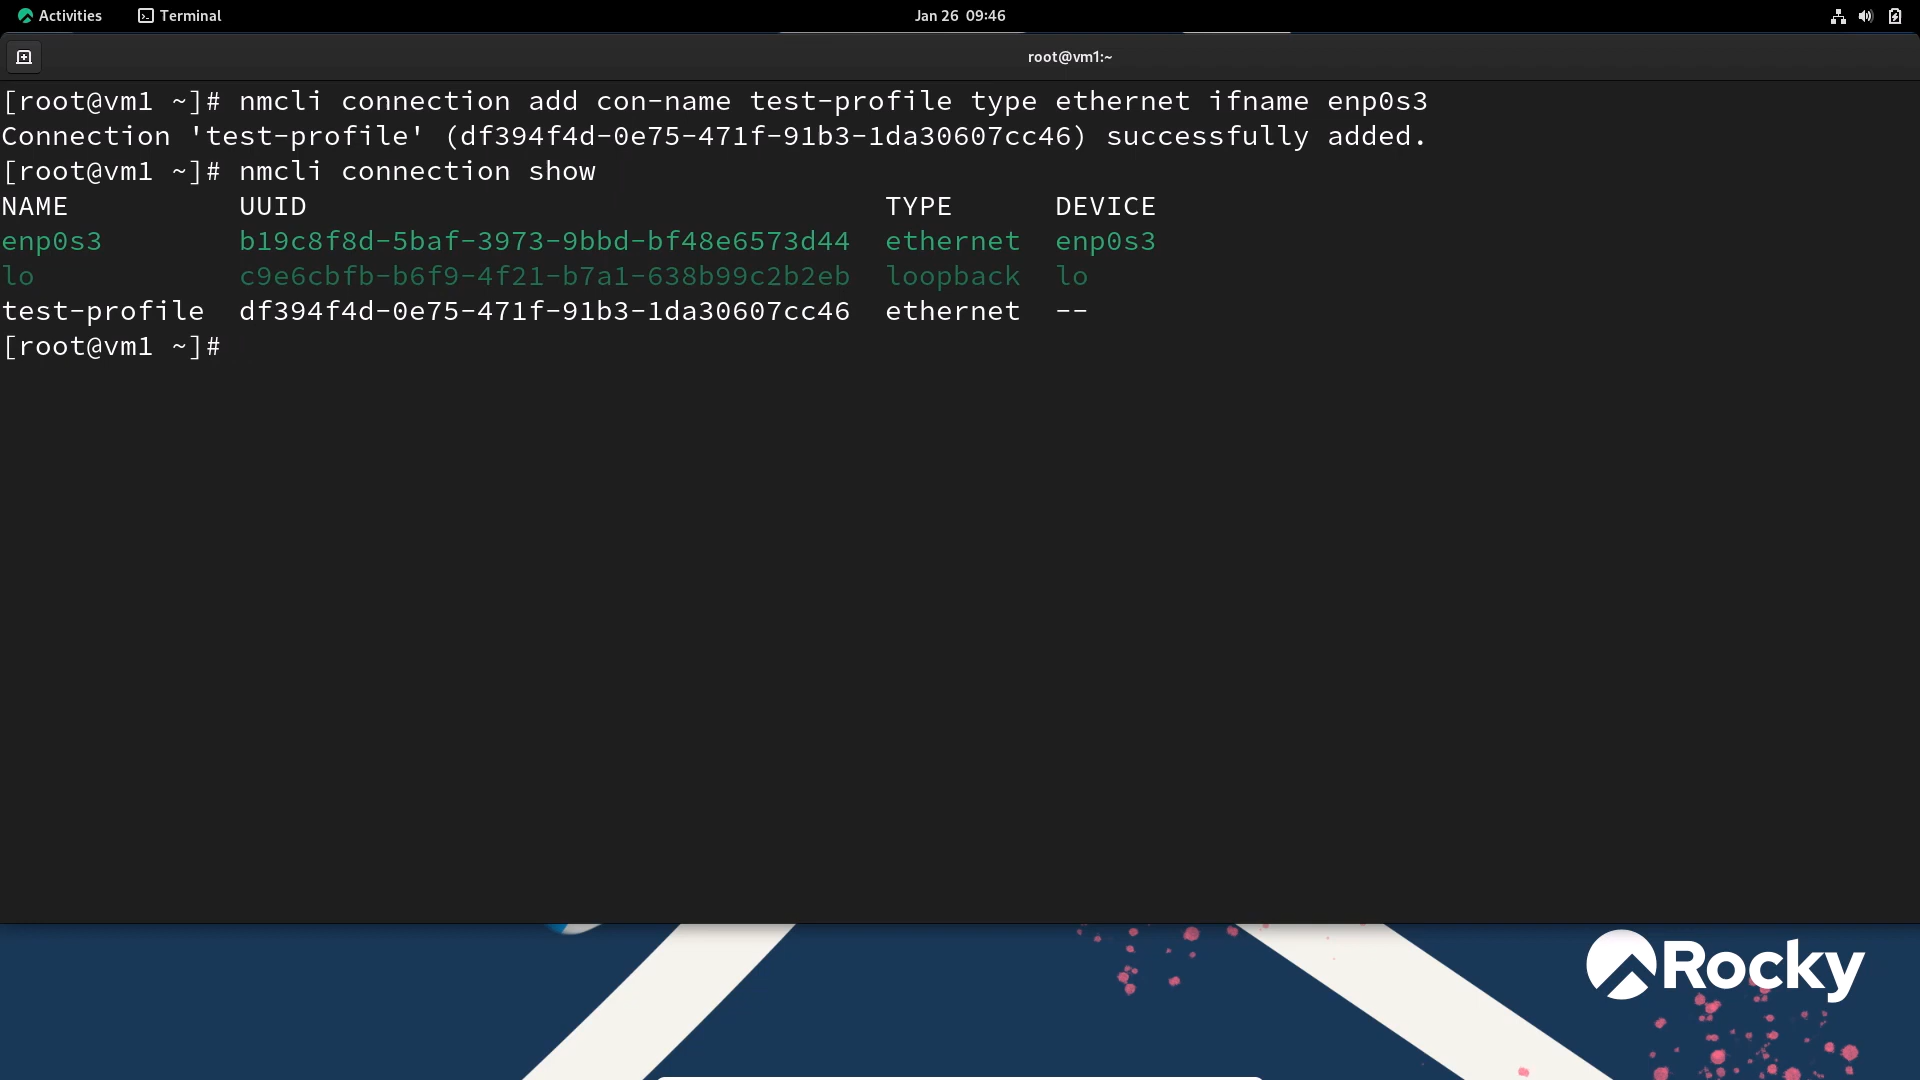 Activities Terminal Jan 26 09:46
root@vm1:~
[root@vm1 ~]# nmcli connection add con-name test-profile type ethernet ifname enp0s3
Connection 'test-profile' (df394f4d-0e75-471f-91b3-1da30607cc46) successfully added.
[root@vm1 ~]# nmcli connection show
NAME          UUID                                  TYPE      DEVICE
enp0s3        b19c8f8d-5baf-3973-9bbd-bf48e6573d44  ethernet  enp0s3
lo            c9e6cbfb-b6f9-4f21-b7a1-638b99c2b2eb  loopback  lo
test-profile  df394f4d-0e75-471f-91b3-1da30607cc46  ethernet  --
[root@vm1 ~]#
Rocky